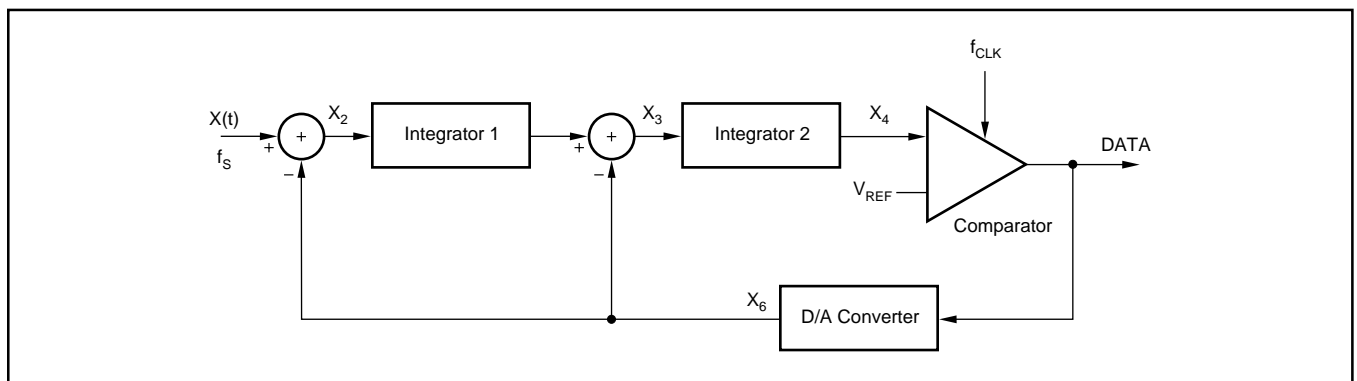 f_CLK
X(t)
f_S
+
+
−
X_2
Integrator 1
+
+
−
X_3
Integrator 2
X_4
V_REF
Comparator
DATA
X_6
D/A Converter